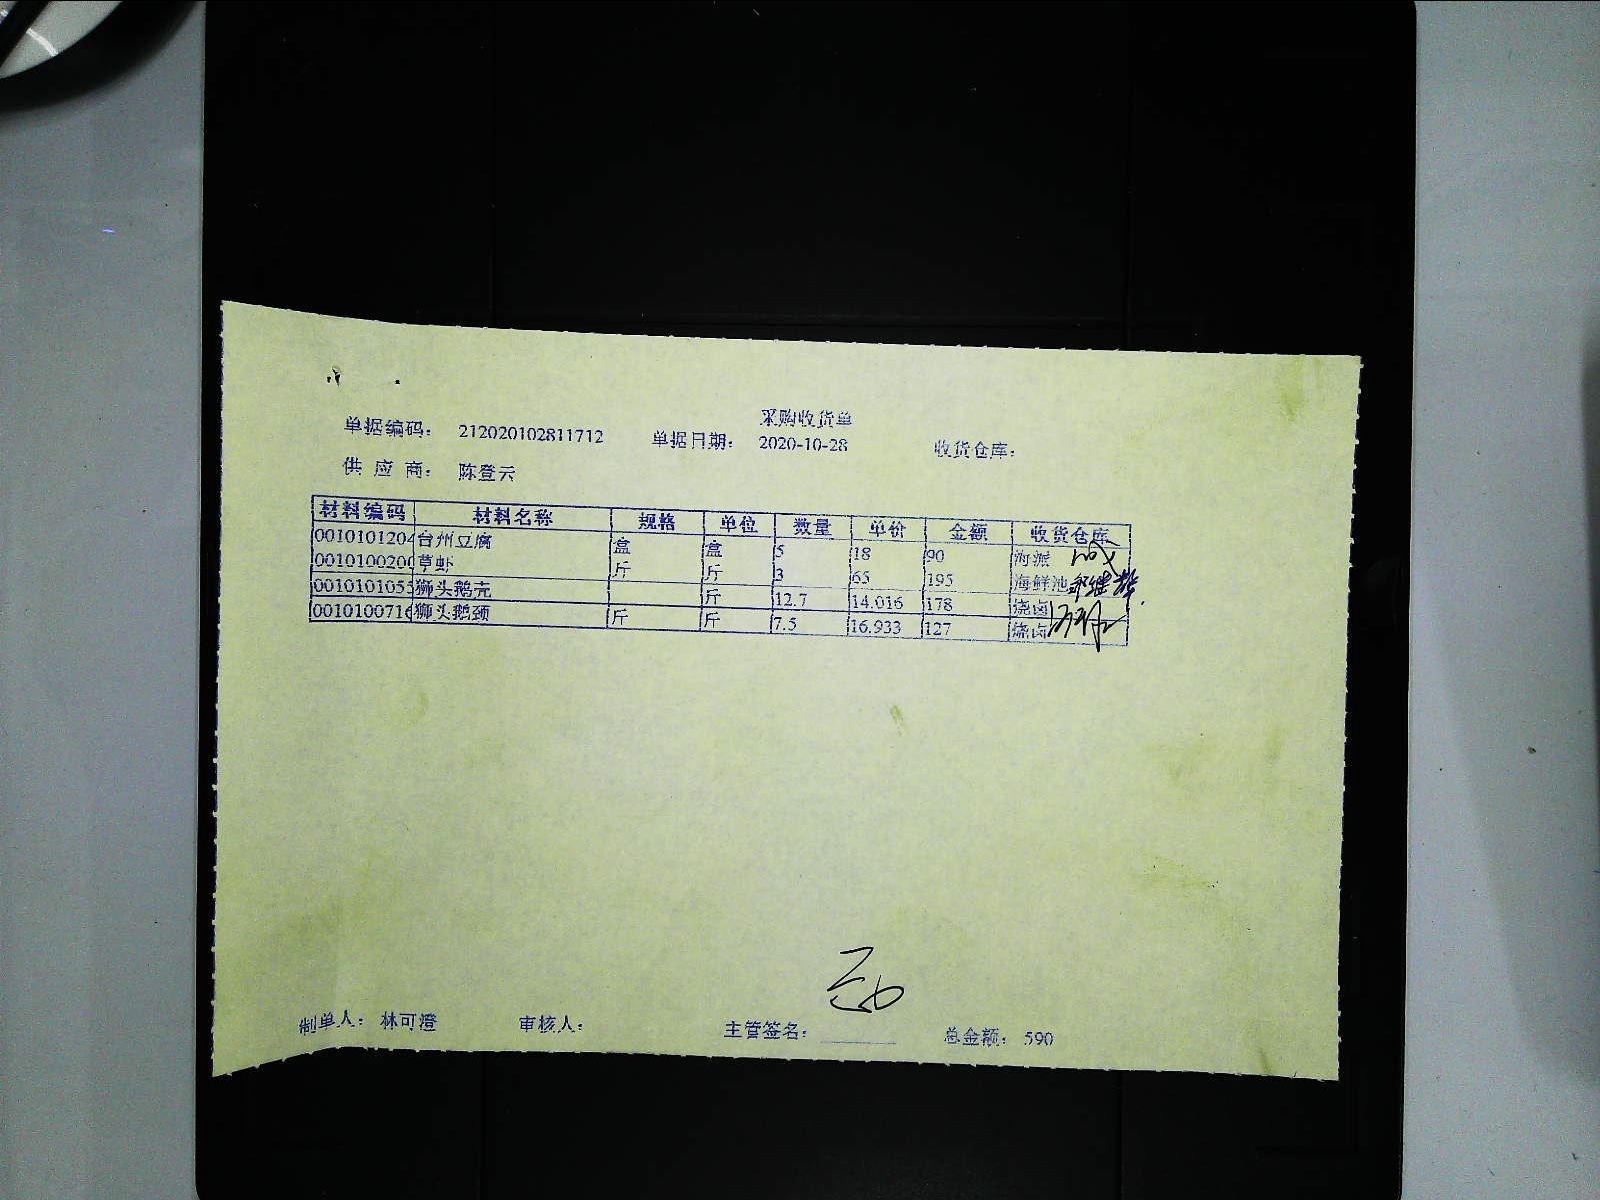 采购收货单
单据编码： 212020102811712 单据日期： 2020-10-28 收货仓库：
供 应 商： 陈登云
材料编码 材料名称 规格 单位 数量 单价 金额 收货仓库
0010101204 台州豆腐 盒 盒 5 18 90 海派
0010100200 草虾 斤 斤 3 65 195 海鲜池
0010101055 狮头鹅壳 斤 12.7 14.016 178 烧卤
0010100716 狮头鹅颈 斤 斤 7.5 16.933 127 烧卤
制单人： 林可澄 审核人： 主管签名： 总金额： 590